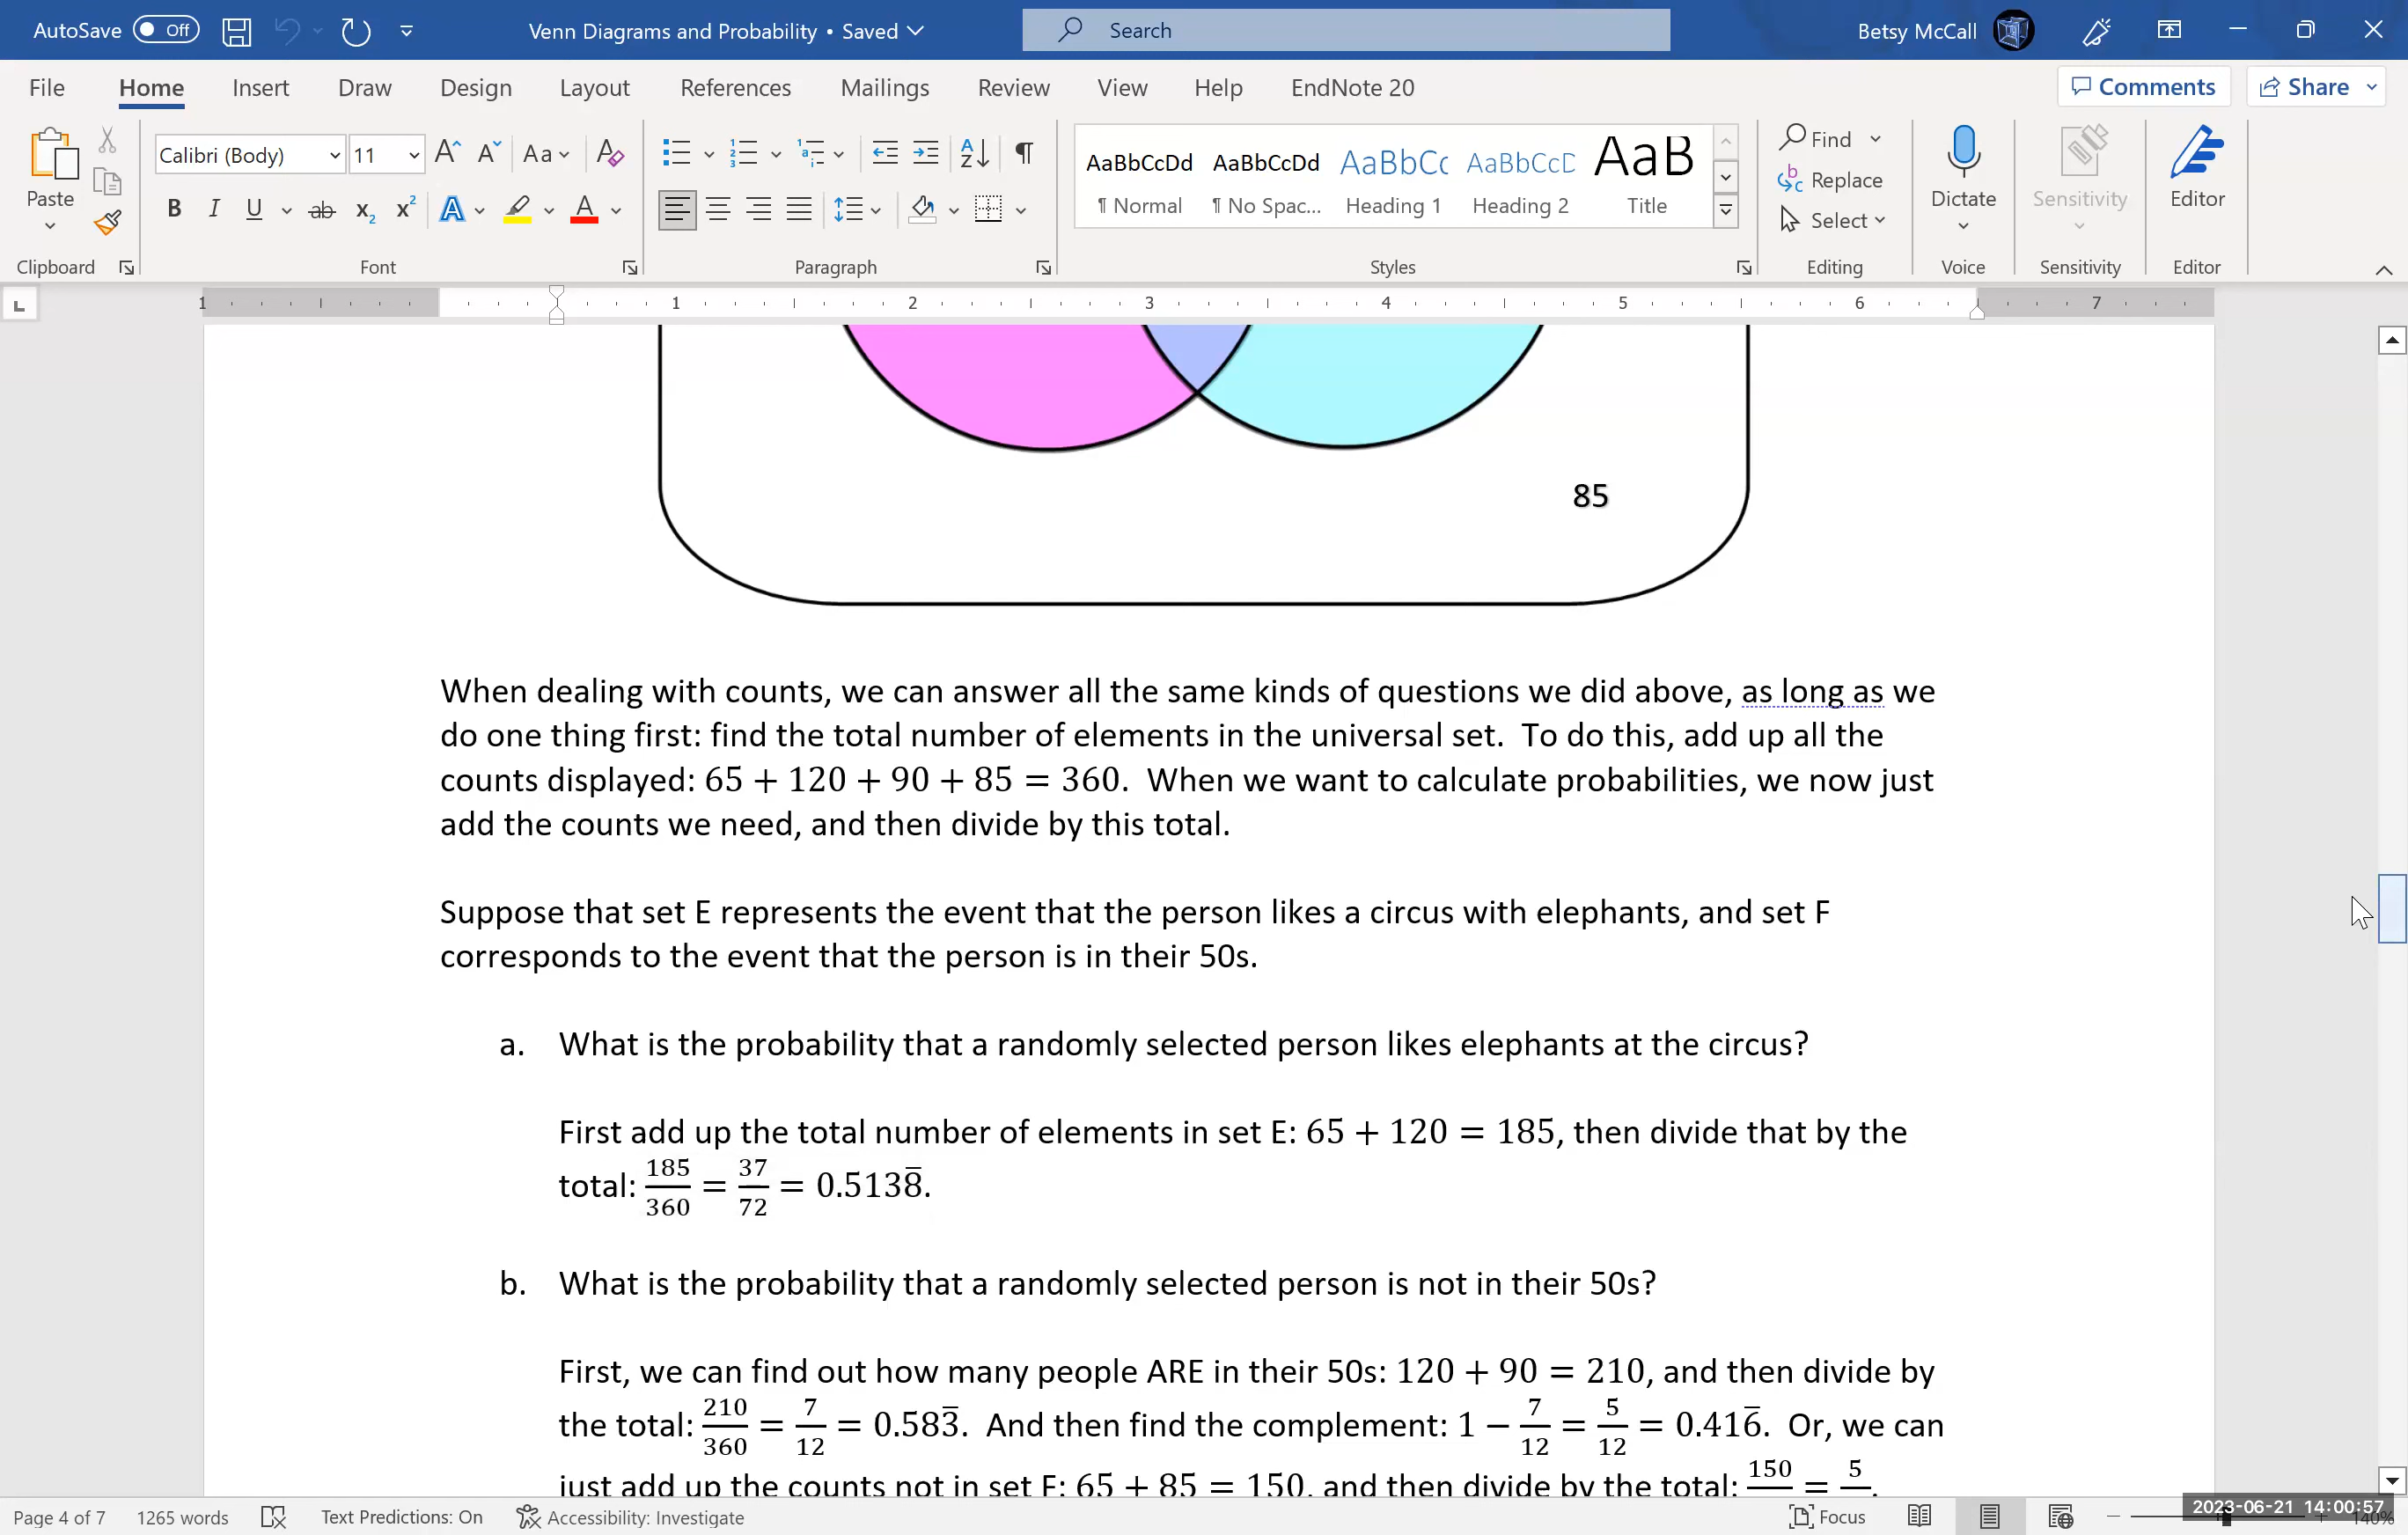 AutoSave Off Venn Diagrams and Probability • Saved Search Betsy McCall
File Home Insert Draw Design Layout References Mailings Review View Help EndNote 20 Comments Share
Paste
Calibri (Body) 11 Aa
B I U ab x₂ x² A A
AaBbCcDd AaBbCcDd AaBbCc AaBbCcD AaB
¶ Normal ¶ No Spac... Heading 1 Heading 2 Title
Find
Replace
Select
Dictate Sensitivity Editor
Clipboard Font Paragraph Styles Editing Voice Sensitivity Editor
1 1 2 3 4 5 6 7
85
When dealing with counts, we can answer all the same kinds of questions we did above, as long as we
do one thing first: find the total number of elements in the universal set. To do this, add up all the
counts displayed: 65 + 120 + 90 + 85 = 360. When we want to calculate probabilities, we now just
add the counts we need, and then divide by this total.
Suppose that set E represents the event that the person likes a circus with elephants, and set F
corresponds to the event that the person is in their 50s.
a. What is the probability that a randomly selected person likes elephants at the circus?
First add up the total number of elements in set E: 65 + 120 = 185, then divide that by the
total: 185/360 = 37/72 = 0.5138̅.
b. What is the probability that a randomly selected person is not in their 50s?
First, we can find out how many people ARE in their 50s: 120 + 90 = 210, and then divide by
the total: 210/360 = 7/12 = 0.583̅. And then find the complement: 1 − 7/12 = 5/12 = 0.416̅. Or, we can
just add up the counts not in set F: 65 + 85 = 150, and then divide by the total: 150 = 5 .
Page 4 of 7 1265 words Text Predictions: On Accessibility: Investigate Focus 140%
2023-06-21 14:00:57